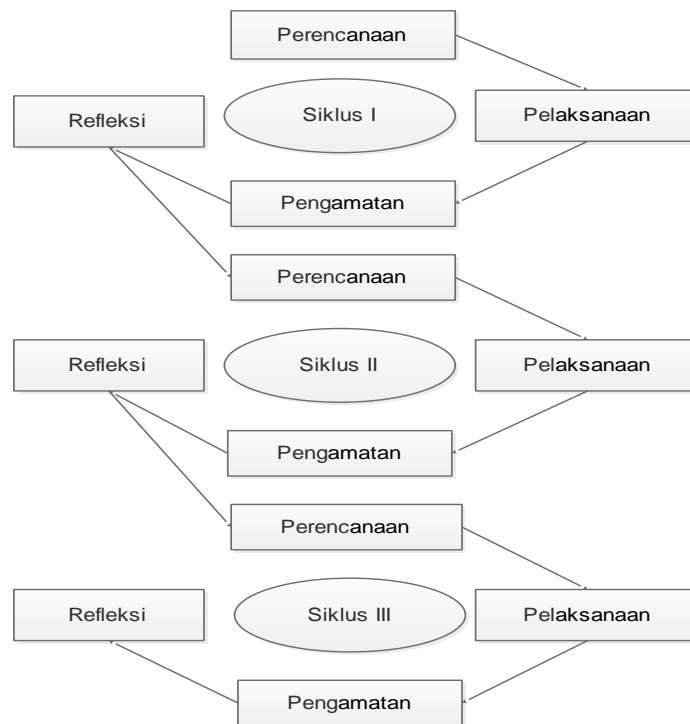 Perencanaan
Refleksi
Siklus I
Pelaksanaan
Pengamatan
Perencanaan
Refleksi
Siklus II
Pelaksanaan
Pengamatan
Perencanaan
Refleksi
Siklus III
Pelaksanaan
Pengamatan